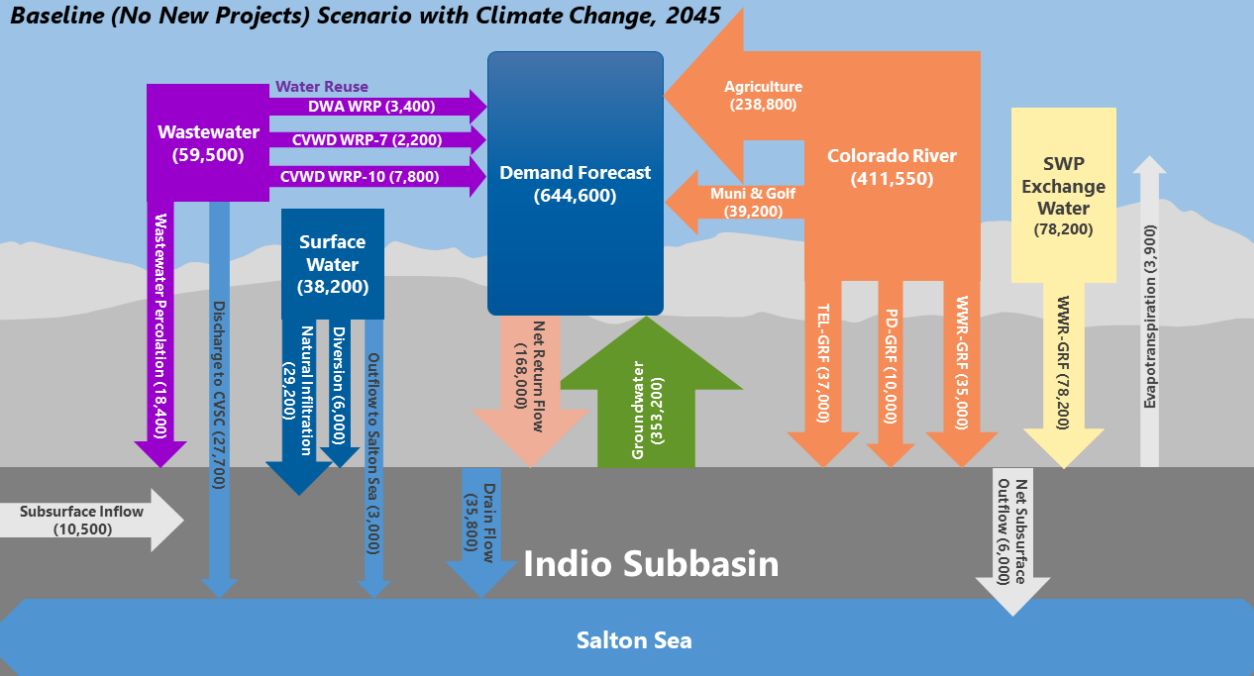 Baseline (No New Projects) Scenario with Climate Change, 2045
Water Reuse
DWA WRP (3,400)
CVWD WRP-7 (2,200)
CVWD WRP-10 (7,800)
Wastewater
(59,500)
Wastewater Percolation (18,400)
Discharge to CVSC (27,700)
Surface
Water
(38,200)
Natural Infiltration
(29,200)
Diversion (6,000)
Outflow to Salton Sea (3,000)
Demand Forecast
(644,600)
Net Return Flow
(168,000)
Groundwater
(353,200)
Agriculture
(238,800)
Muni & Golf
(39,200)
Colorado River
(411,550)
TEL-GRF (37,000)
PD-GRF (10,000)
WWR-GRF (35,000)
SWP
Exchange
Water
(78,200)
WWR-GRF (78,200)
Evapotranspiration (3,900)
Subsurface Inflow
(10,500)
Drain Flow
(35,800)
Net Subsurface
Outflow (6,000)
Indio Subbasin
Salton Sea